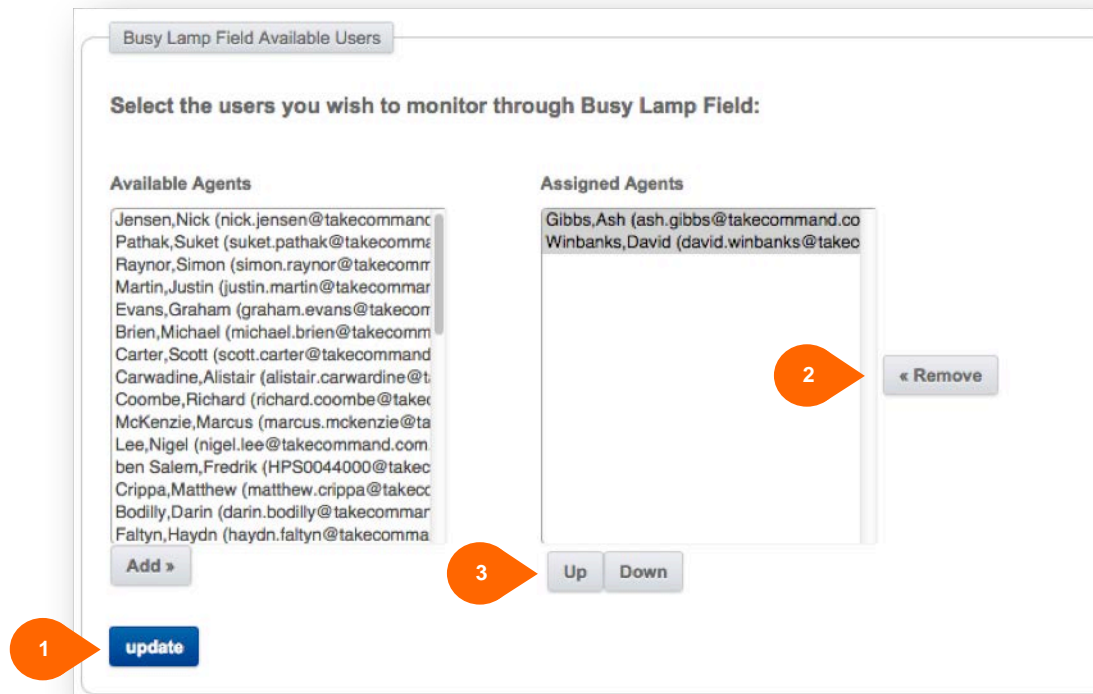 Busy Lamp Field Available Users
Select the users you wish to monitor through Busy Lamp Field:
Available Agents
Jensen,Nick (nick.jensen@takecommand
Pathak,Suket (suket.pathak@takecomma
Raynor,Simon (simon.raynor@takecomm
Martin,Justin (justin.martin@takecommar
Evans,Graham (graham.evans@takecom
Brien,Michael (michael.brien@takecomm
Carter,Scott (scott.carter@takecommand
Carwadine,Alistair (alistair.carwardine@ta
Coombe,Richard (richard.coombe@takec
McKenzie,Marcus (marcus.mckenzie@ta
Lee,Nigel (nigel.lee@takecommand.com.
ben Salem,Fredrik (HPS0044000@takec
Crippa,Matthew (matthew.crippa@takecc
Bodilly,Darin (darin.bodilly@takecommar
Faltyn,Haydn (haydn.faltyn@takecomma
Add »
Assigned Agents
Gibbs,Ash (ash.gibbs@takecommand.co
Winbanks,David (david.winbanks@takec
2
« Remove
3
Up
Down
1
update